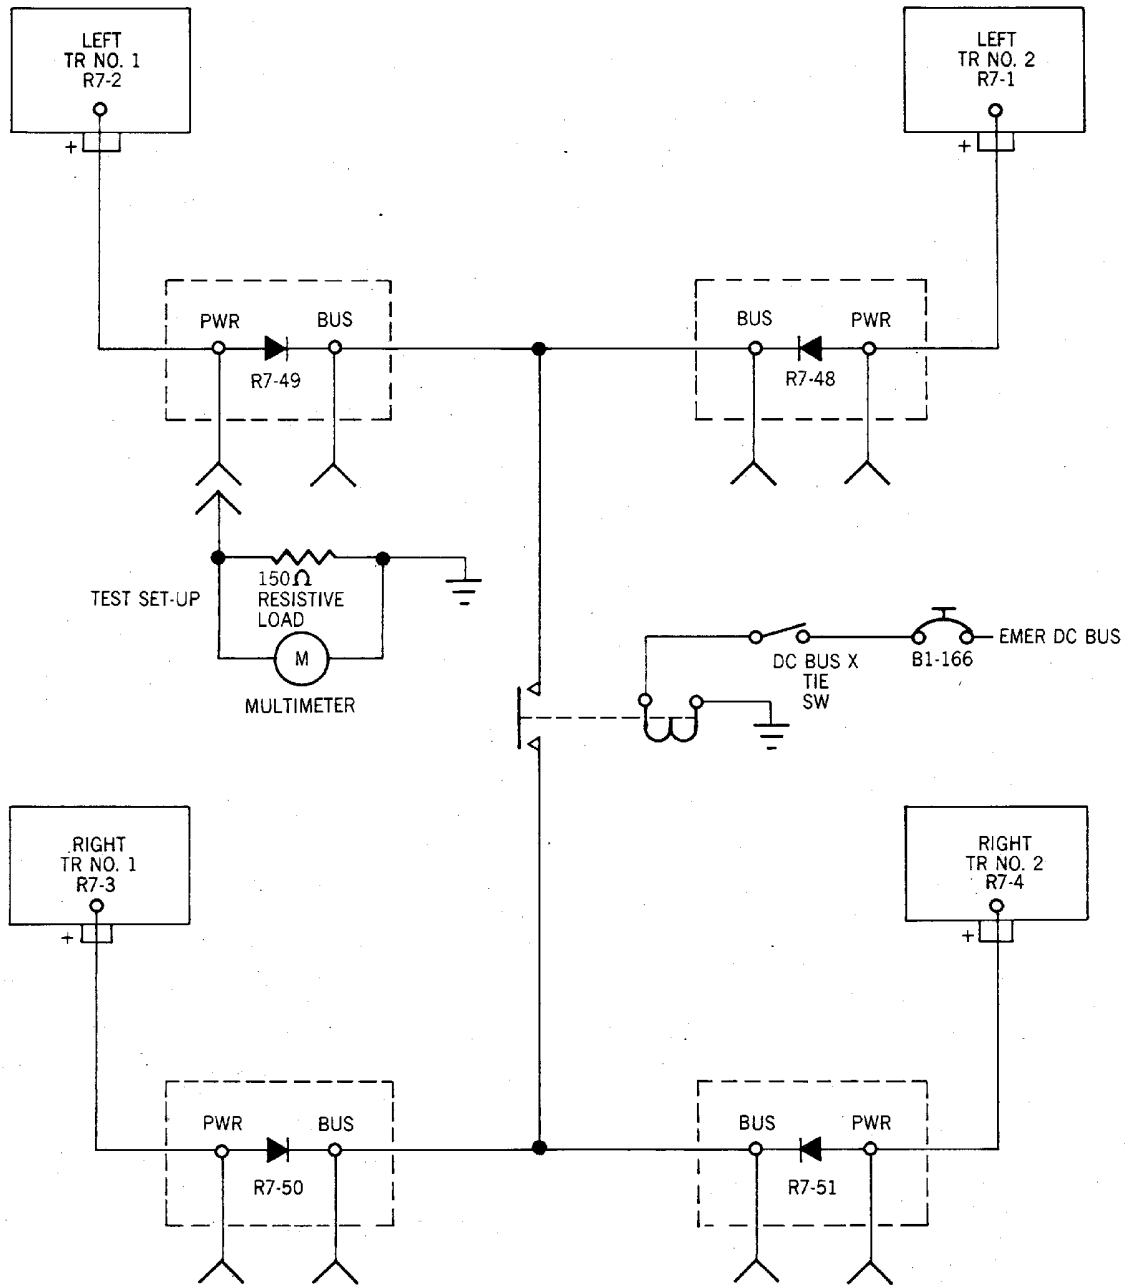 LEFT
TR NO. 1
R7-2
+
LEFT
TR NO. 2
R7-1
+
PWR
BUS
R7-49
BUS
PWR
R7-48
TEST SET-UP
150Ω
RESISTIVE
LOAD
M
MULTIMETER
DC BUS X
TIE
SW
B1-166
EMER DC BUS
RIGHT
TR NO. 1
R7-3
+
RIGHT
TR NO. 2
R7-4
+
PWR
BUS
R7-50
BUS
PWR
R7-51